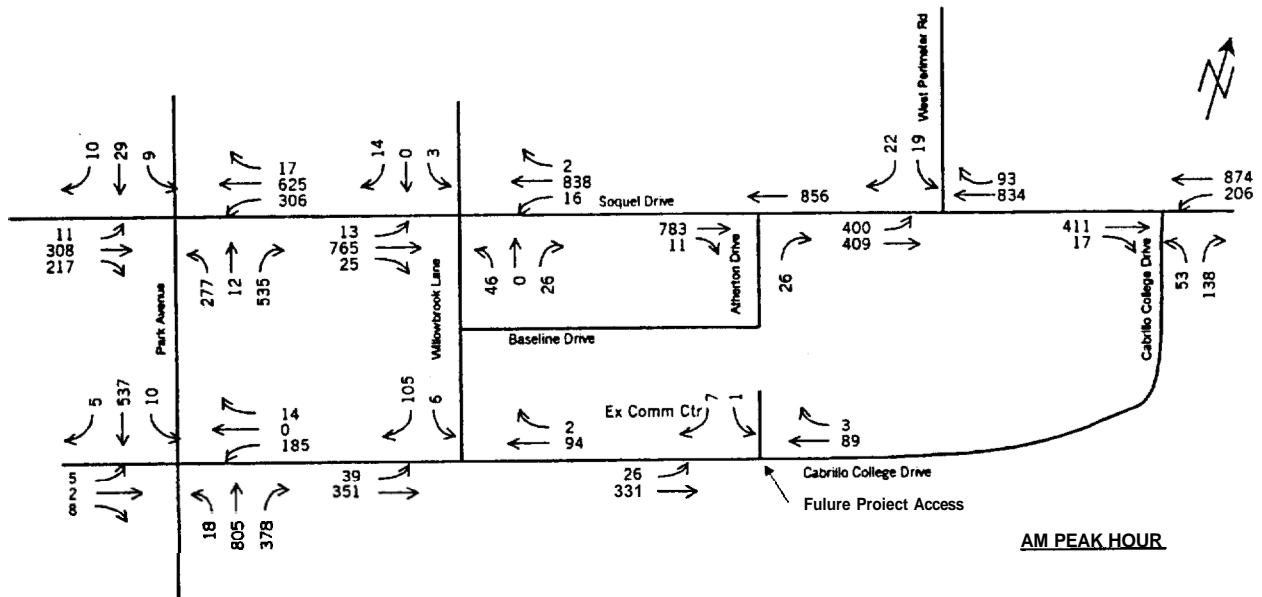 West Perimeter Rd
N
10 29 9
17
625
306
14 0 3
2
838
16
Soquel Drive
856
22 19
93
834
874
206
11
308
217
277 12 535
13
765
25
46 0 26
783
11
26
400
409
411
17
53 138
Park Avenue
Willowbrook Lane
Atherton Drive
Cabrillo College Drive
Baseline Drive
5 537 10
14
0
185
105 6
2
94
Ex Comm Ctr
7 1
3
89
Cabrillo College Drive
5
2
8
18 805 378
39
351
26
331
Fulure Proiect Access
AM PEAK HOUR